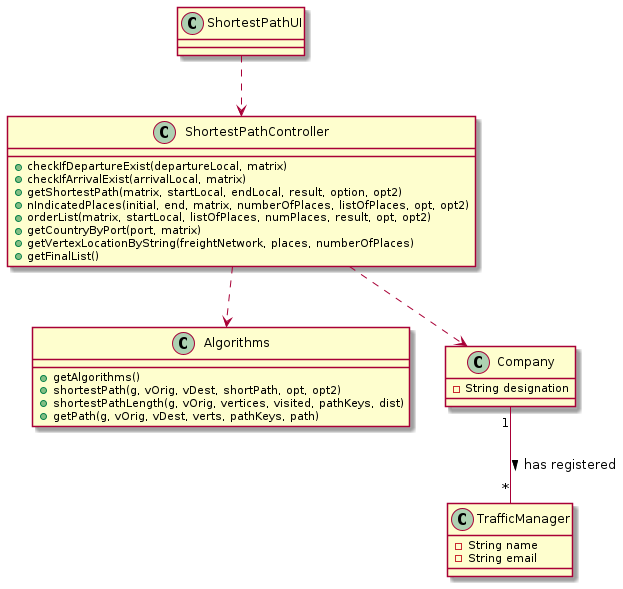 C ShortestPathUI
C ShortestPathController
checkIfDepartureExist(departureLocal, matrix)
checkIfArrivalExist(arrivalLocal, matrix)
getShortestPath(matrix, startLocal, endLocal, result, option, opt2)
nIndicatedPlaces(initial, end, matrix, numberOfPlaces, listOfPlaces, opt, opt2)
orderList(matrix, startLocal, listOfPlaces, numPlaces, result, opt, opt2)
getCountryByPort(port, matrix)
getVertexLocationByString(freightNetwork, places, numberOfPlaces)
getFinalList()
C Algorithms
getAlgorithms()
shortestPath(g, vOrig, vDest, shortPath, opt, opt2)
shortestPathLength(g, vOrig, vertices, visited, pathKeys, dist)
getPath(g, vOrig, vDest, verts, pathKeys, path)
C Company
String designation
1
has registered
*
C TrafficManager
String name
String email